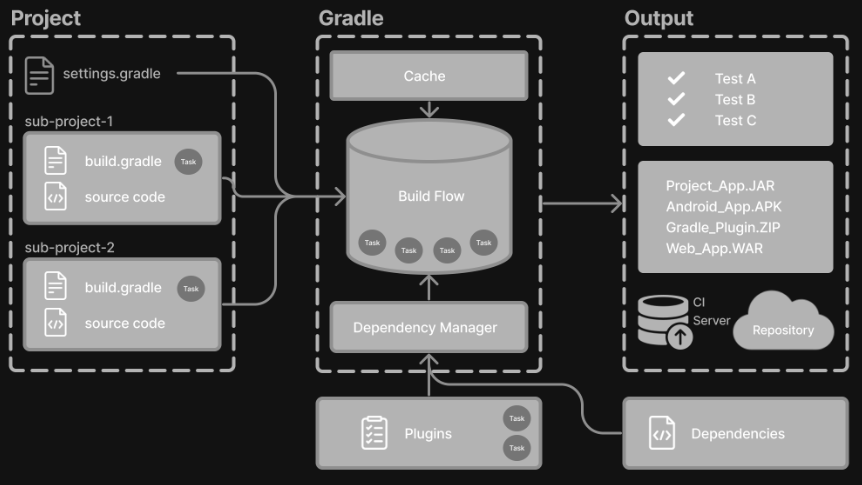 Project
settings.gradle
sub-project-1
build.gradle
Task
source code
sub-project-2
build.gradle
Task
source code
Gradle
Cache
Build Flow
Task
Task
Task
Task
Dependency Manager
Plugins
Task
Task
Output
Test A
Test B
Test C
Project_App.JAR
Android_App.APK
Gradle_Plugin.ZIP
Web_App.WAR
CI
Server
Repository
Dependencies